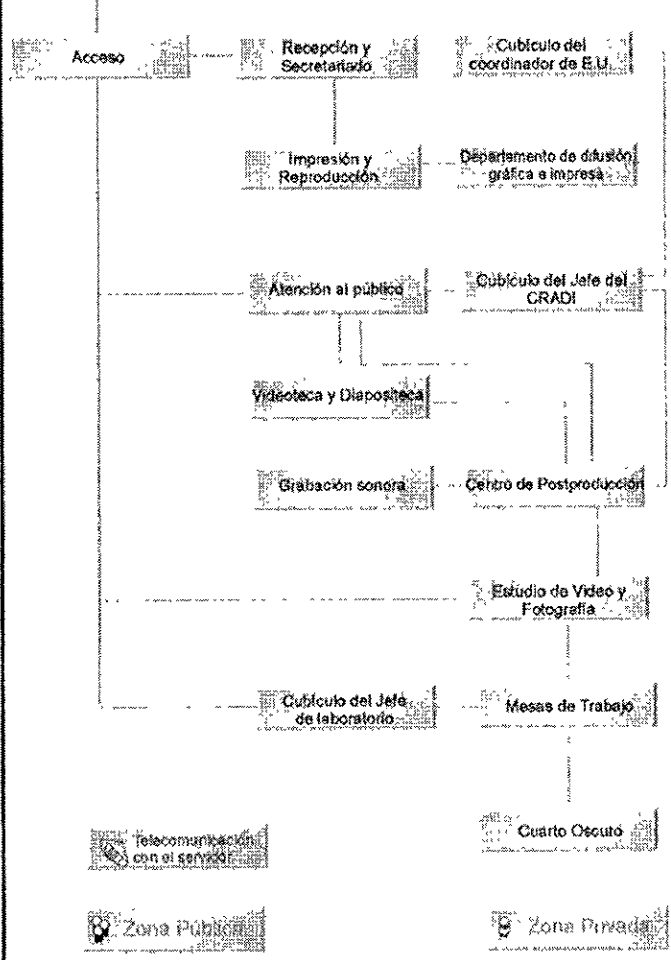 Acceso
Recepción y
Secretariado
Cubículo del
coordinador de E.U.
Impresión y
Reproducción
Departamento de difusión
gráfica e impresa
Atención al público
Cubículo del Jefe del
CRADI
Videoteca y Diapositeca
Grabación sonora
Centro de Postproducción
Estudio de Video y
Fotografía
Cubículo del Jefe
de laboratorio
Mesas de Trabajo
Cuarto Oscuro
Telecomunicación
con el servidor
Zona Pública
Zona Privada